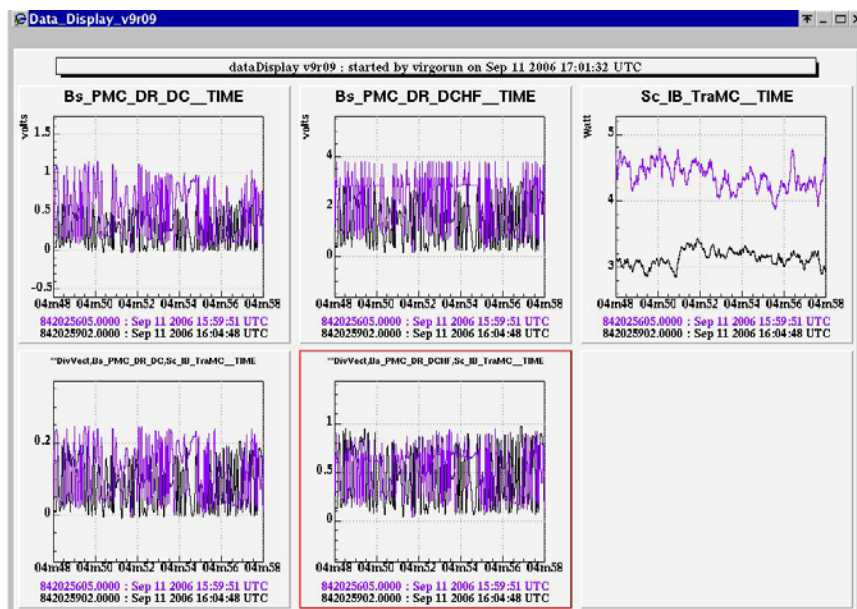 Data_Display_v9r09
dataDisplay v9r09 : started by virgorun on Sep 11 2006 17:01:32 UTC
Bs_PMC_DR_DC__TIME
volts
1.5
1
0.5
0
-0.5
04m48 04m50 04m52 04m54 04m56 04m58
842025605.0000 : Sep 11 2006 15:59:51 UTC
842025902.0000 : Sep 11 2006 16:04:48 UTC
Bs_PMC_DR_DCHF__TIME
volts
4
2
0
04m48 04m50 04m52 04m54 04m56 04m58
842025605.0000 : Sep 11 2006 15:59:51 UTC
842025902.0000 : Sep 11 2006 16:04:48 UTC
Sc_IB_TraMC__TIME
Watt
5
4
3
04m48 04m50 04m52 04m54 04m56 04m58
842025605.0000 : Sep 11 2006 15:59:51 UTC
842025902.0000 : Sep 11 2006 16:04:48 UTC
**DivVect,Bs_PMC_DR_DC,Sc_IB_TraMC__TIME
0.2
0
04m48 04m50 04m52 04m54 04m56 04m58
842025605.0000 : Sep 11 2006 15:59:51 UTC
842025902.0000 : Sep 11 2006 16:04:48 UTC
**DivVect,Bs_PMC_DR_DCHF,Sc_IB_TraMC__TIME
1
0.5
0
04m48 04m50 04m52 04m54 04m56 04m58
842025605.0000 : Sep 11 2006 15:59:51 UTC
842025902.0000 : Sep 11 2006 16:04:48 UTC